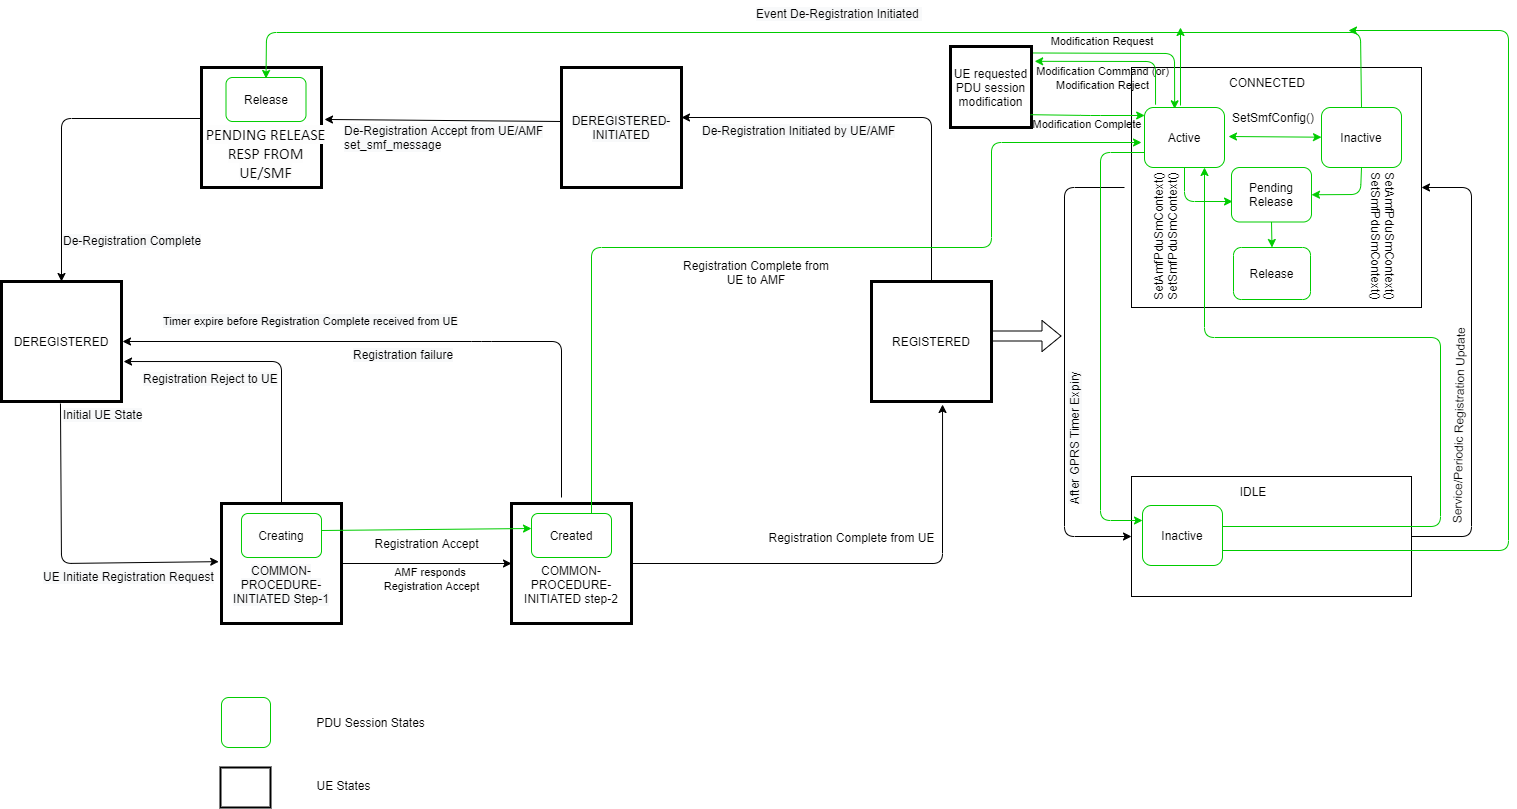 Event De-Registration Initiated
Release
PENDING RELEASE
RESP FROM
UE/SMF
De-Registration Accept from UE/AMF
set_smf_message
DEREGISTERED-
INITIATED
De-Registration Initiated by UE/AMF
UE requested
PDU session
modification
Modification Request
Modification Command (or)
Modification Reject
Modification Complete
CONNECTED
Active
SetSmfConfig()
Inactive
Pending
Release
Release
SetAmfPduSmContext()
SetSmfPduSmContext()
SetAmfPduSmContext()
SetSmfPduSmContext()
De-Registration Complete
Registration Complete from
UE to AMF
DEREGISTERED
Timer expire before Registration Complete received from UE
Registration failure
Registration Reject to UE
Initial UE State
REGISTERED
After GPRS Timer Expiry
Service/Periodic Registration Update
IDLE
Inactive
Creating
COMMON-
PROCEDURE-
INITIATED Step-1
Registration Accept
AMF responds
Registration Accept
Created
COMMON-
PROCEDURE-
INITIATED step-2
Registration Complete from UE
UE Initiate Registration Request
PDU Session States
UE States